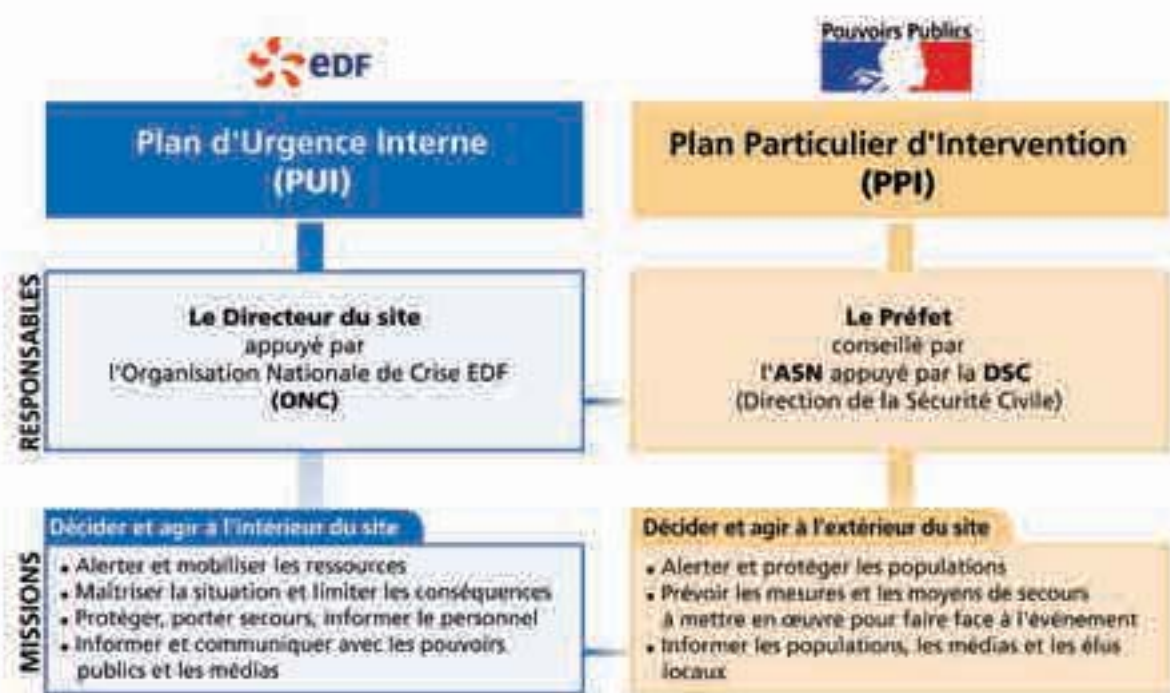 eDF
Plan d'Urgence Interne
(PUI)
RESPONSABLES
Le Directeur du site
appuyé par
l'Organisation Nationale de Crise EDF
(ONC)
MISSIONS
Décider et agir à l'intérieur du site
• Alerter et mobiliser les ressources
• Maîtriser la situation et limiter les conséquences
• Protéger, porter secours, informer le personnel
• Informer et communiquer avec les pouvoirs
publics et les médias
Pouvoirs Publics
Plan Particulier d'Intervention
(PPI)
Le Préfet
conseillé par
l'ASN appuyé par la DSC
(Direction de la Sécurité Civile)
Décider et agir à l'extérieur du site
• Alerter et protéger les populations
• Prévoir les mesures et les moyens de secours
à mettre en œuvre pour faire face à l'événement
• Informer les populations, les médias et les élus
locaux